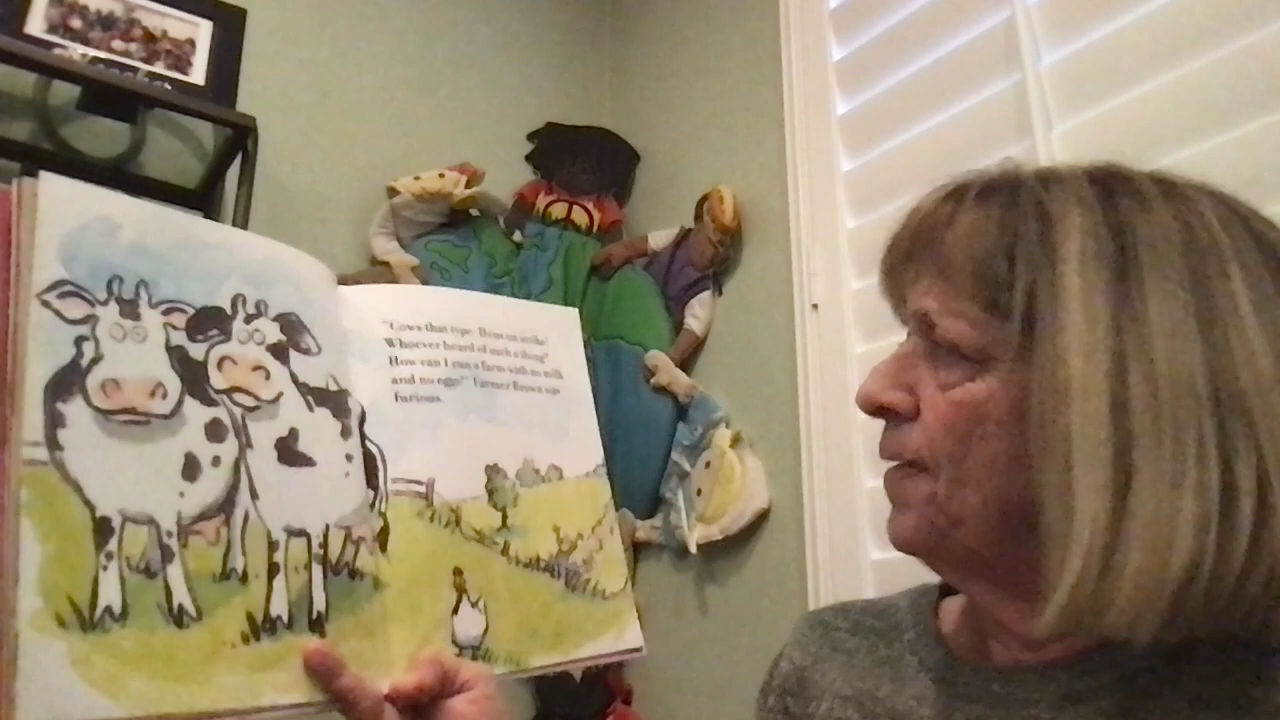 "Cows that type. Hens on strike!
Whoever heard of such a thing?
How can I run a farm with no milk
and no eggs!" Farmer Brown was
furious.